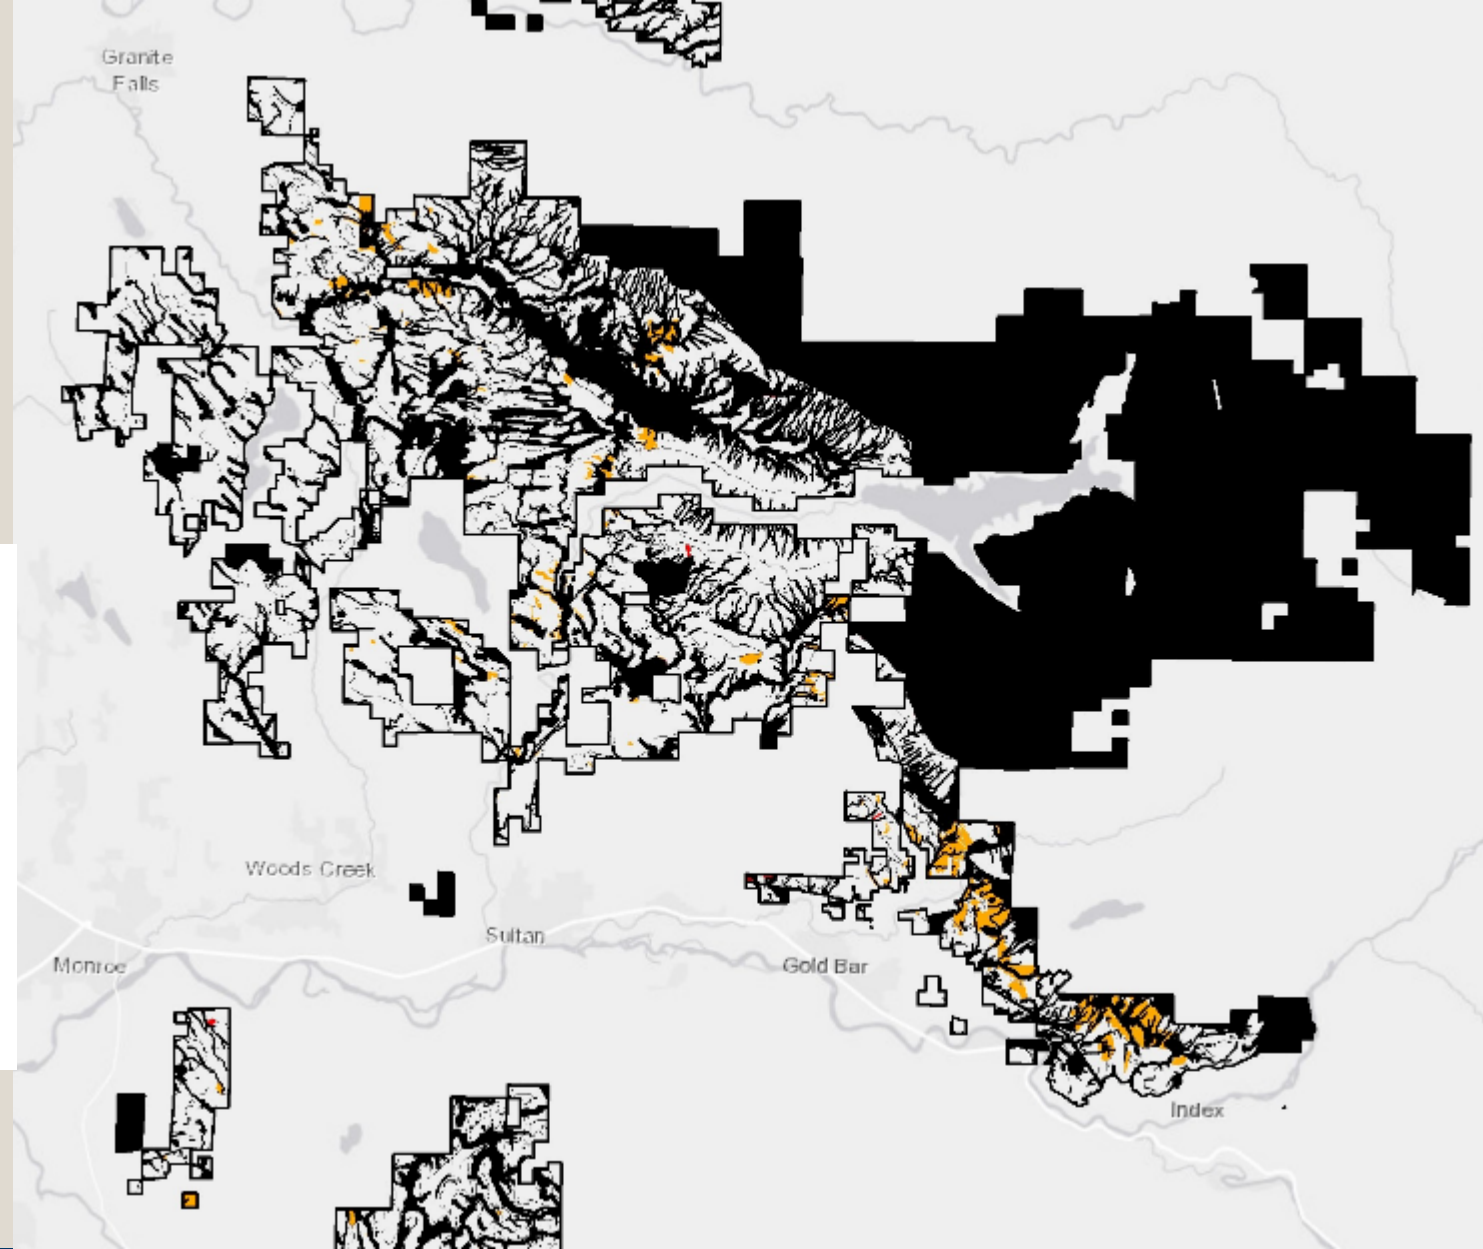 Granite
Falls
Woods Creek
Sultan
Monroe
Gold Bar
Index